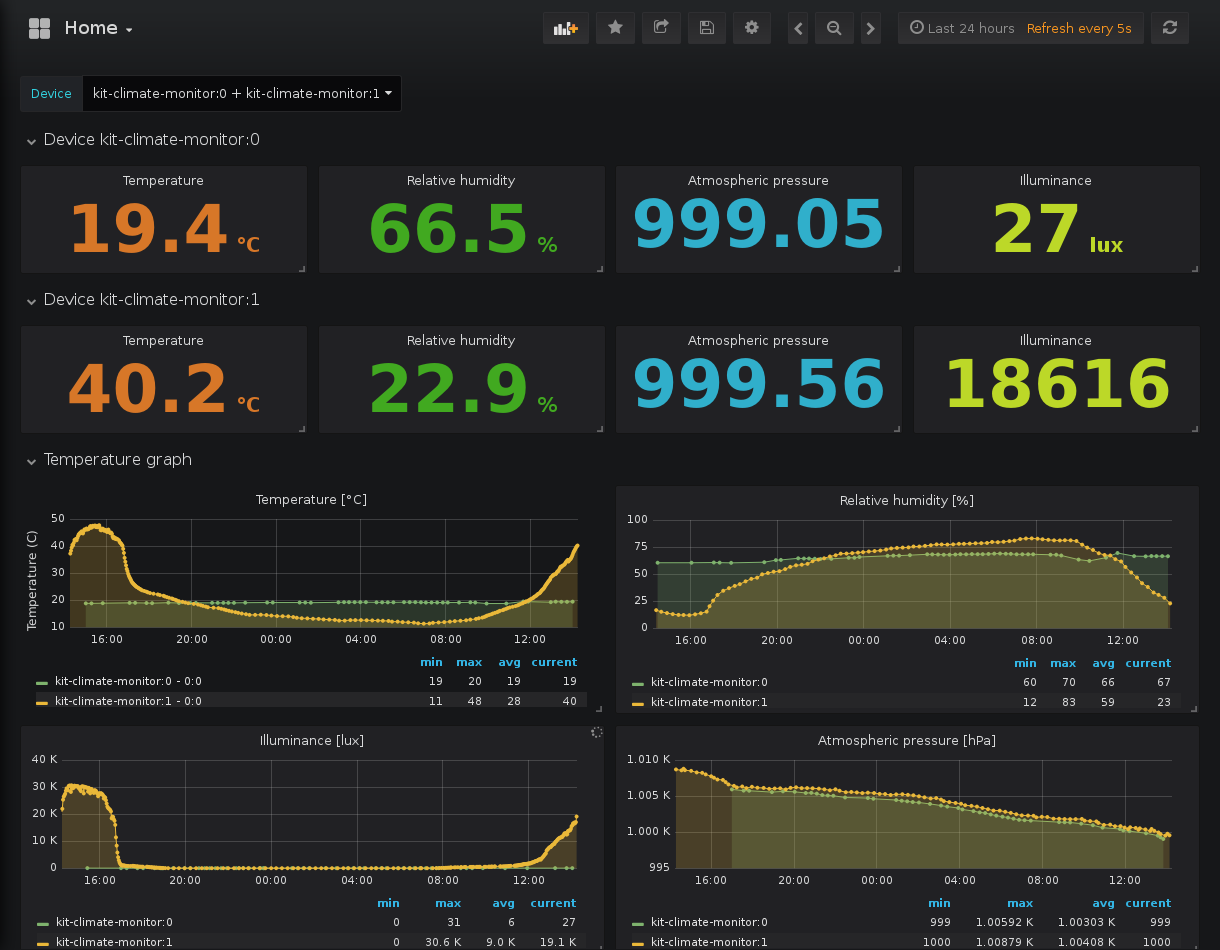 Home
Last 24 hours Refresh every 5s
Device kit-climate-monitor:0 + kit-climate-monitor:1
Device kit-climate-monitor:0
Temperature Relative humidity Atmospheric pressure Illuminance
19.4 °C 66.5 % 999.05 27 lux
Device kit-climate-monitor:1
Temperature Relative humidity Atmospheric pressure Illuminance
40.2 °C 22.9 % 999.56 18616
Temperature graph
Temperature [°C]
Temperature (C)
50
40
30
20
10
16:00 20:00 00:00 04:00 08:00 12:00
min max avg current
kit-climate-monitor:0 - 0:0 19 20 19 19
kit-climate-monitor:1 - 0:0 11 48 28 40
Relative humidity [%]
100
75
50
25
0
16:00 20:00 00:00 04:00 08:00 12:00
min max avg current
kit-climate-monitor:0 60 70 66 67
kit-climate-monitor:1 12 83 59 23
Illuminance [lux]
40 K
30 K
20 K
10 K
0
16:00 20:00 00:00 04:00 08:00 12:00
min max avg current
kit-climate-monitor:0 0 31 6 27
kit-climate-monitor:1 0 30.6 K 9.0 K 19.1 K
Atmospheric pressure [hPa]
1.010 K
1.005 K
1.000 K
995
16:00 20:00 00:00 04:00 08:00 12:00
min max avg current
kit-climate-monitor:0 999 1.00592 K 1.00303 K 999
kit-climate-monitor:1 1000 1.00879 K 1.00408 K 1000